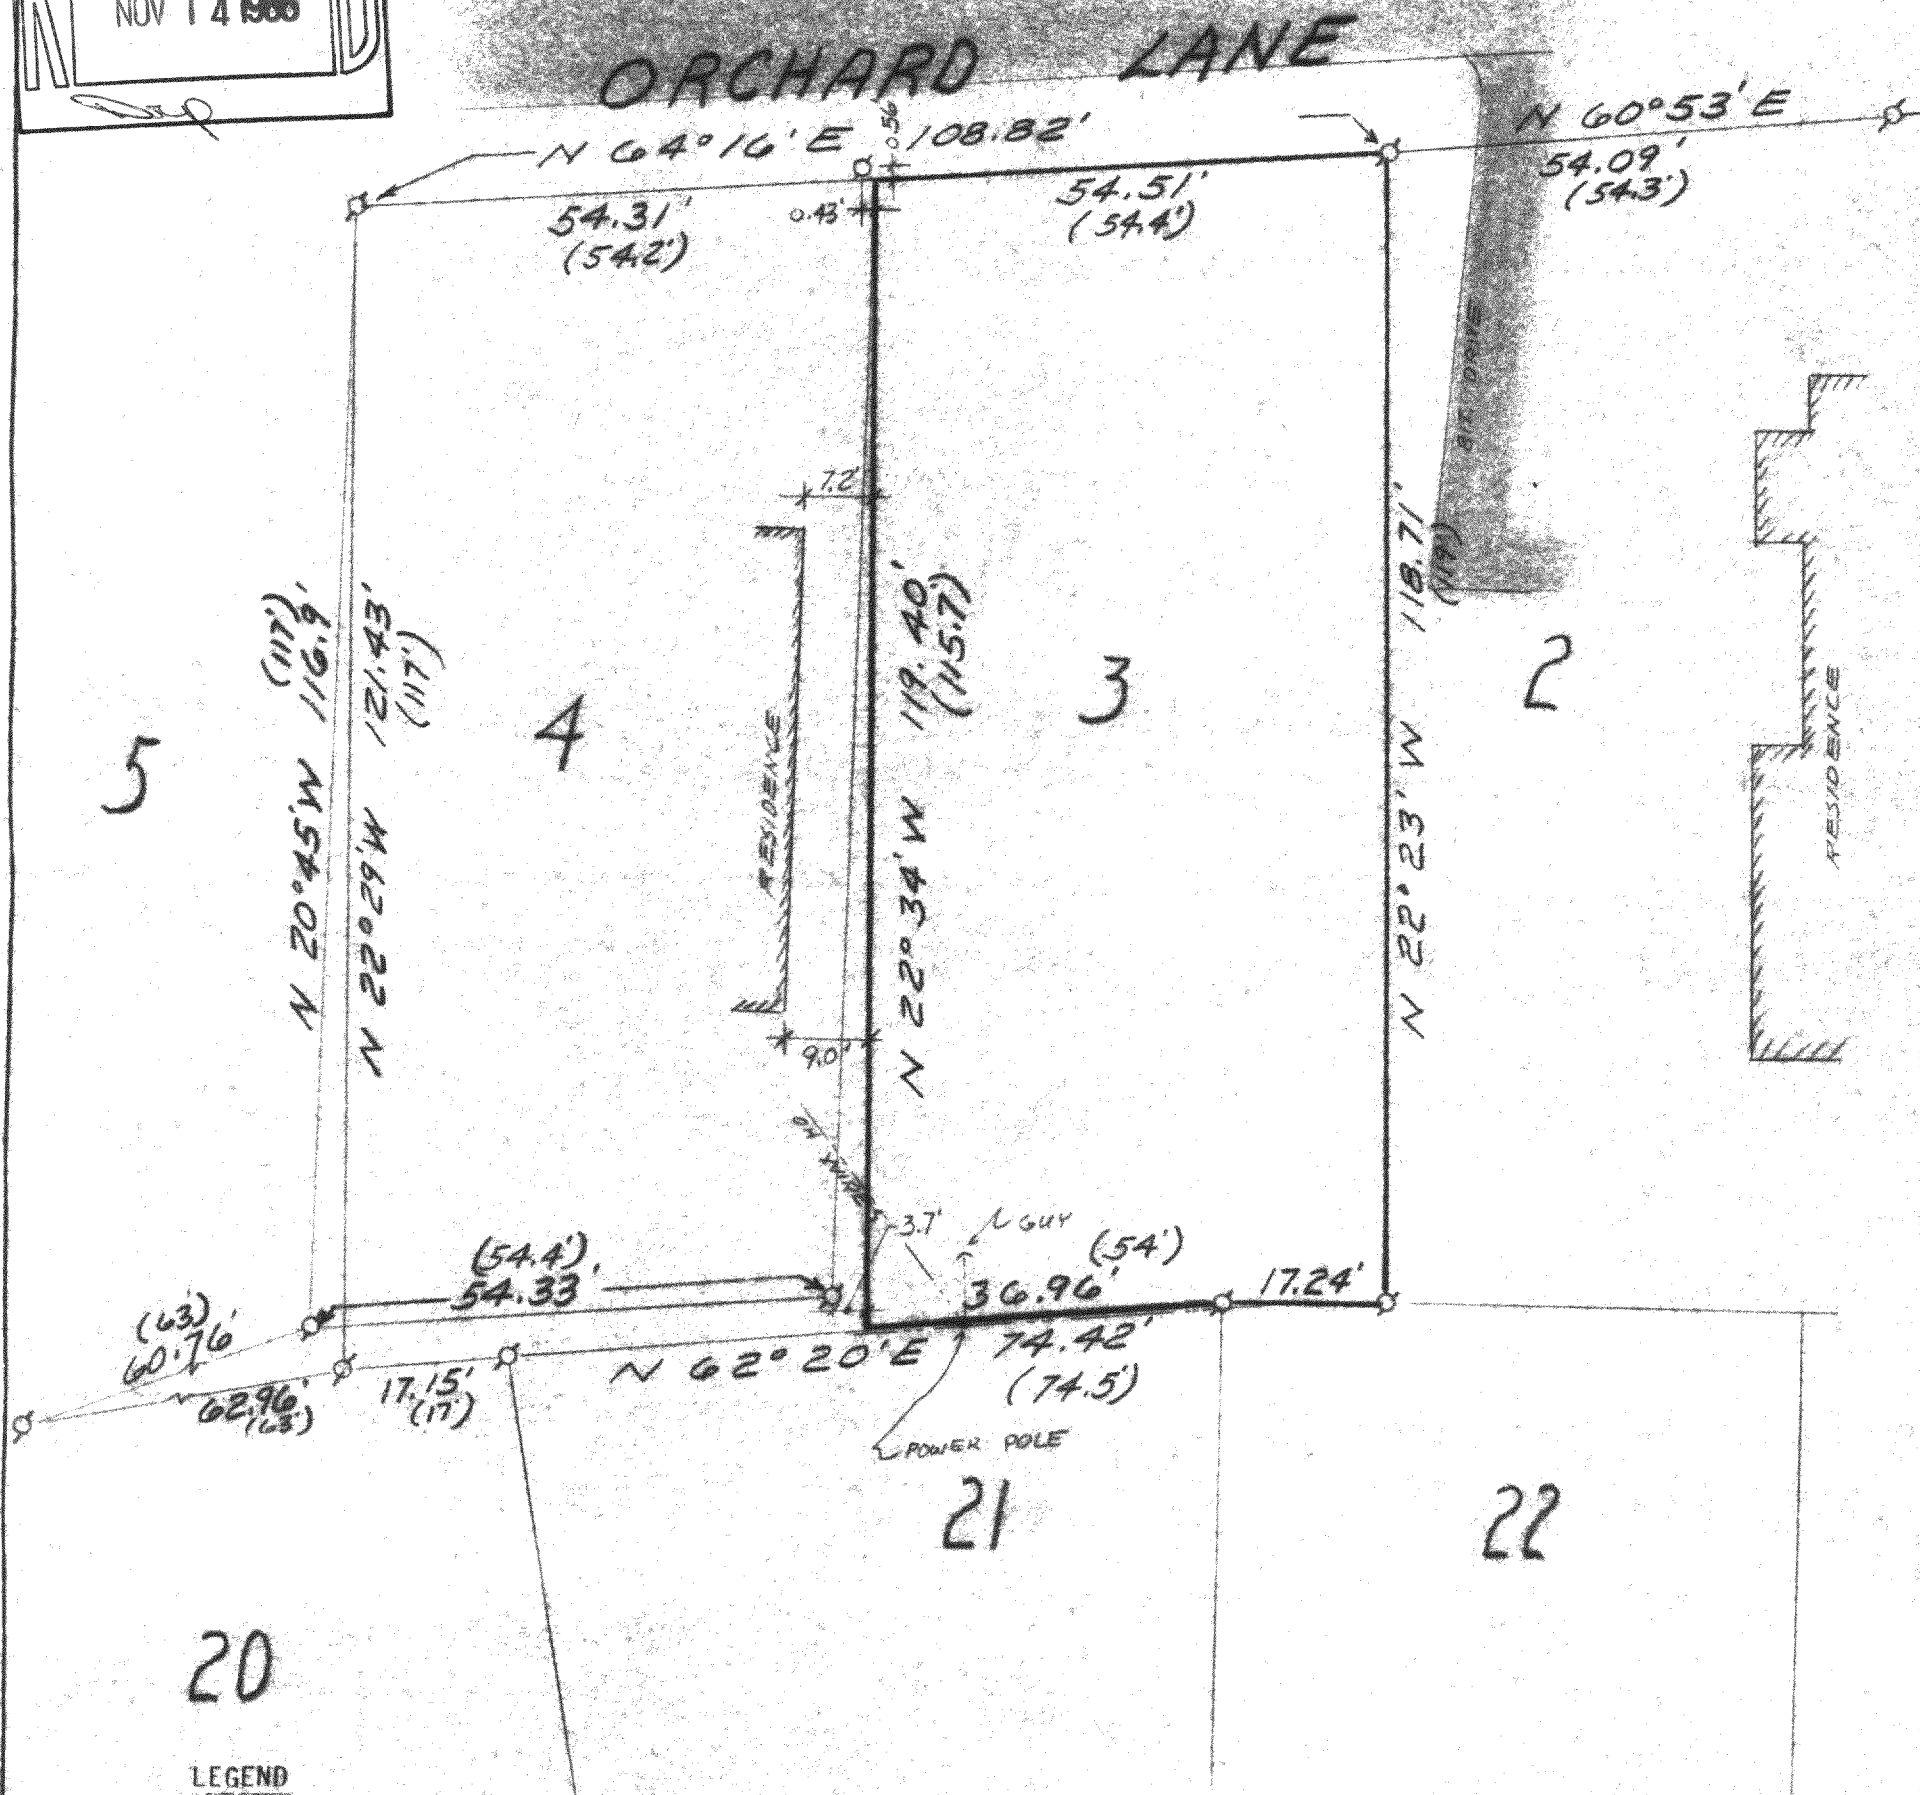 NOV 14 1986
ORCHARD LANE
N 64°16' E 108.82'
0.56
N 60°53' E
54.09'
(54.3')
54.31'
(54.2')
0.43'
54.51'
(54.4')
BIT. DRIVE
7.2'
(117')
N 20°45'W 116.9'
N 22°29'W 121.43'
(117')
N 22°34'W 119.40'
(115.7')
N 22°23'W 118.71'
(119')
5
4
3
2
RESIDENCE
RESIDENCE
9.0'
3.7'
GUY
(54.4')
54.33'
(54')
36.96'
17.24'
(63')
60.76'
62.96'
(63')
17.15'
(17')
N 62°20'E 74.42'
(74.5')
POWER POLE
21
22
20
LEGEND